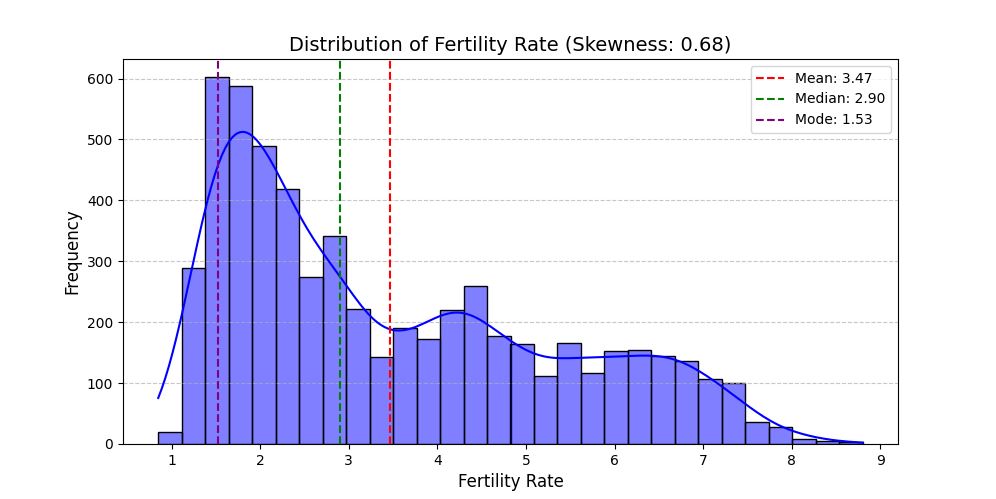 Distribution of Fertility Rate (Skewness: 0.68)
Mean: 3.47
Median: 2.90
Mode: 1.53
Frequency
600
500
400
300
200
100
0
1 2 3 4 5 6 7 8 9
Fertility Rate